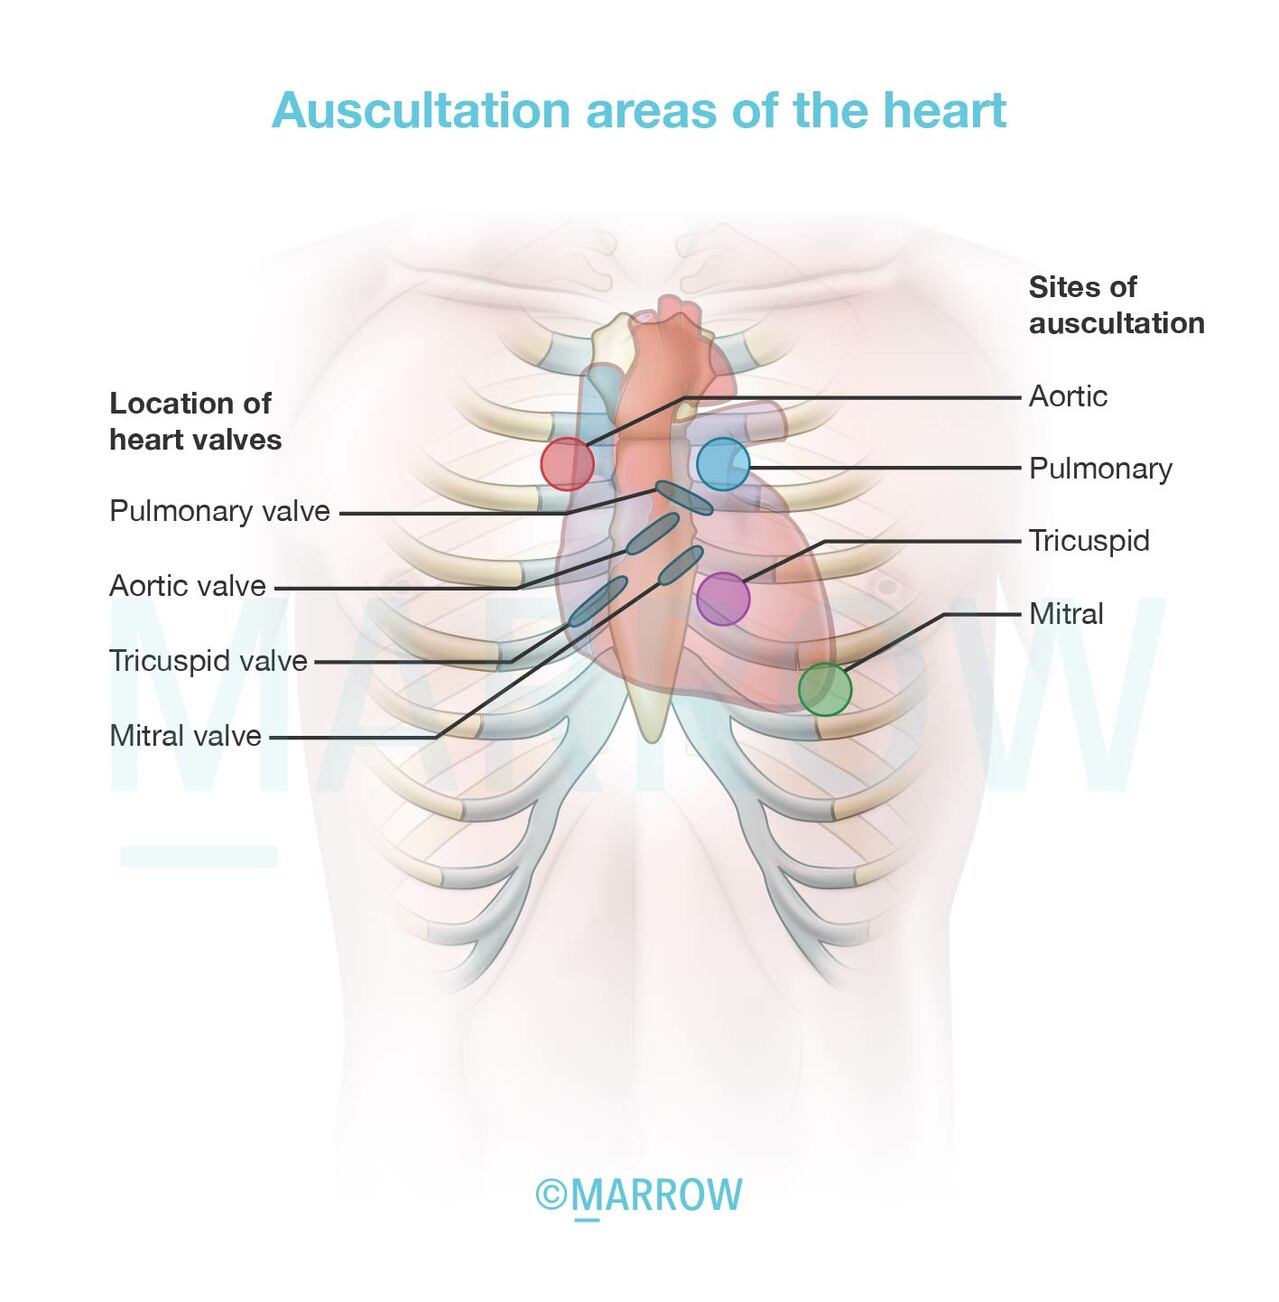 Auscultation areas of the heart
Location of
heart valves
Pulmonary valve
Aortic valve
Tricuspid valve
Mitral valve
Sites of
auscultation
Aortic
Pulmonary
Tricuspid
Mitral
MARROW
©MARROW